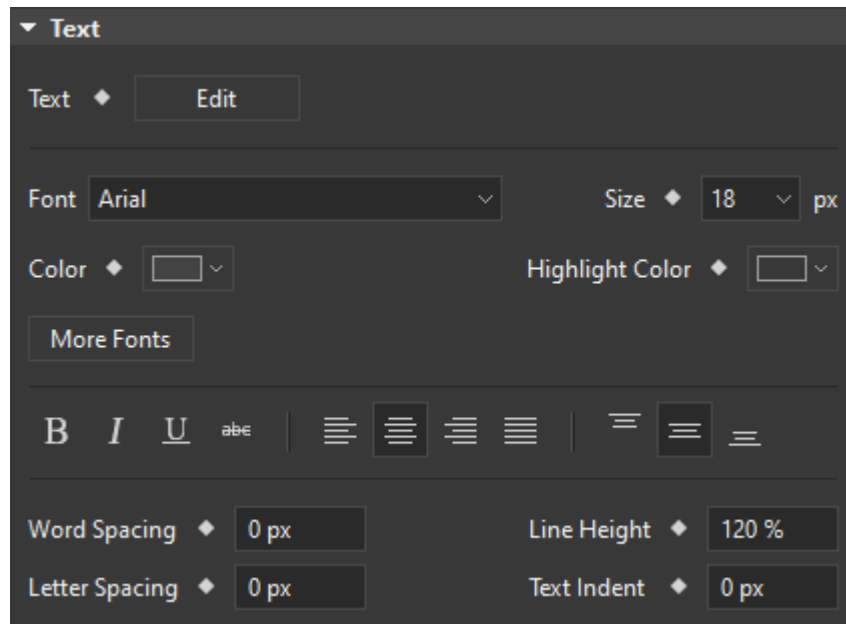 Text
Text Edit
Font Arial Size 18 px
Color Highlight Color
More Fonts
B I U abc
Word Spacing 0 px Line Height 120 %
Letter Spacing 0 px Text Indent 0 px